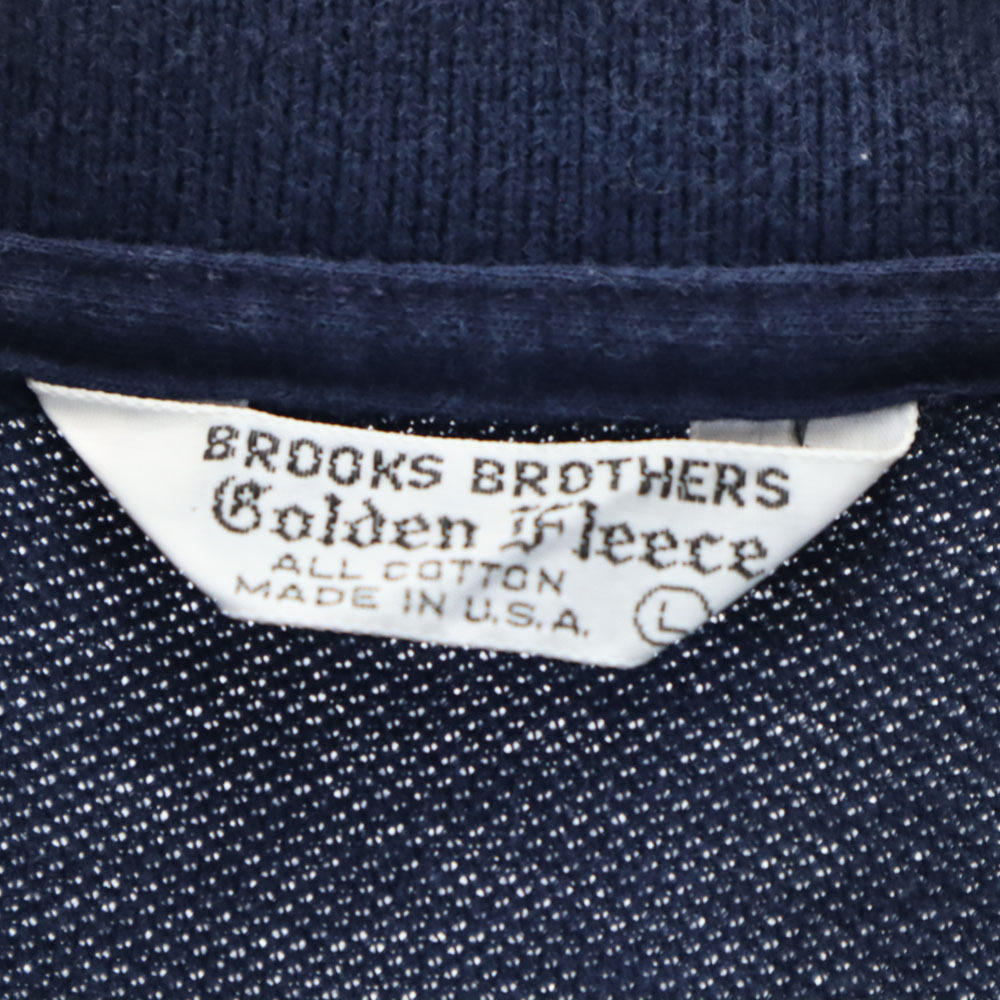 BROOKS BROTHERS
Golden Fleece
ALL COTTON
MADE IN U.S.A. L